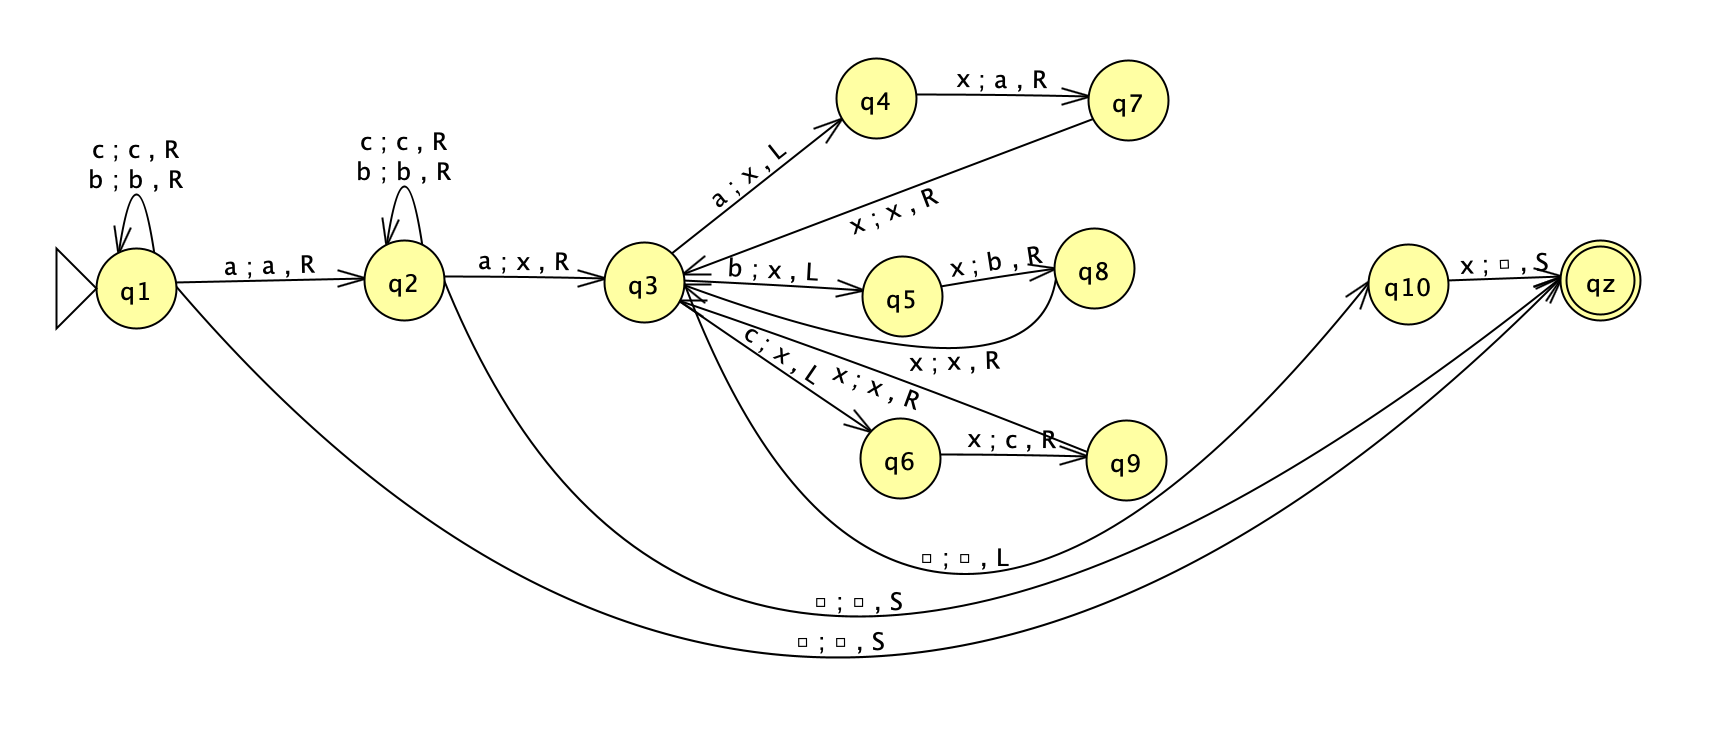 q4
x ; a , R
q7
c ; c , R
b ; b , R
c ; c , R
b ; b , R
a ; x , L
x ; x , R
q1
a ; a , R
q2
a ; x , R
q3
b ; x , L
q5
x ; b , R
q8
q10
x ; □ , S
qz
x ; x , R
c ; x , L
x ; x , R
q6
x ; c , R
q9
□ ; □ , L
□ ; □ , S
□ ; □ , S